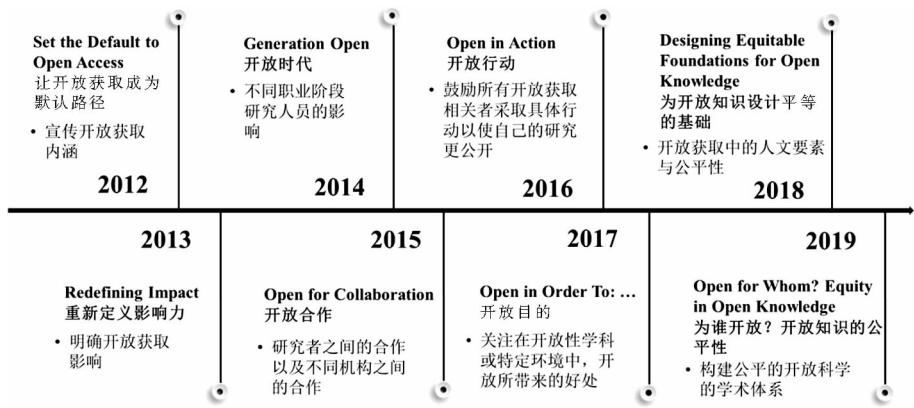 Set the Default to
Open Access
让开放获取成为
默认路径
• 宣传开放获取
内涵
2012
Generation Open
开放时代
• 不同职业阶段
研究人员的影
响
2014
Open in Action
开放行动
• 鼓励所有开放获取
相关者采取具体行
动以使自己的研究
更公开
2016
Designing Equitable
Foundations for Open
Knowledge
为开放知识设计平等
的基础
• 开放获取中的人文要素
与公平性
2018
2013
Redefining Impact
重新定义影响力
• 明确开放获取
影响
2015
Open for Collaboration
开放合作
• 研究者之间的合作
以及不同机构之间
的合作
2017
Open in Order To: …
开放目的
• 关注在开放性学科
或特定环境中，开
放所带来的好处
2019
Open for Whom? Equity
in Open Knowledge
为谁开放？开放知识的公
平性
• 构建公平的开放科学
的学术体系